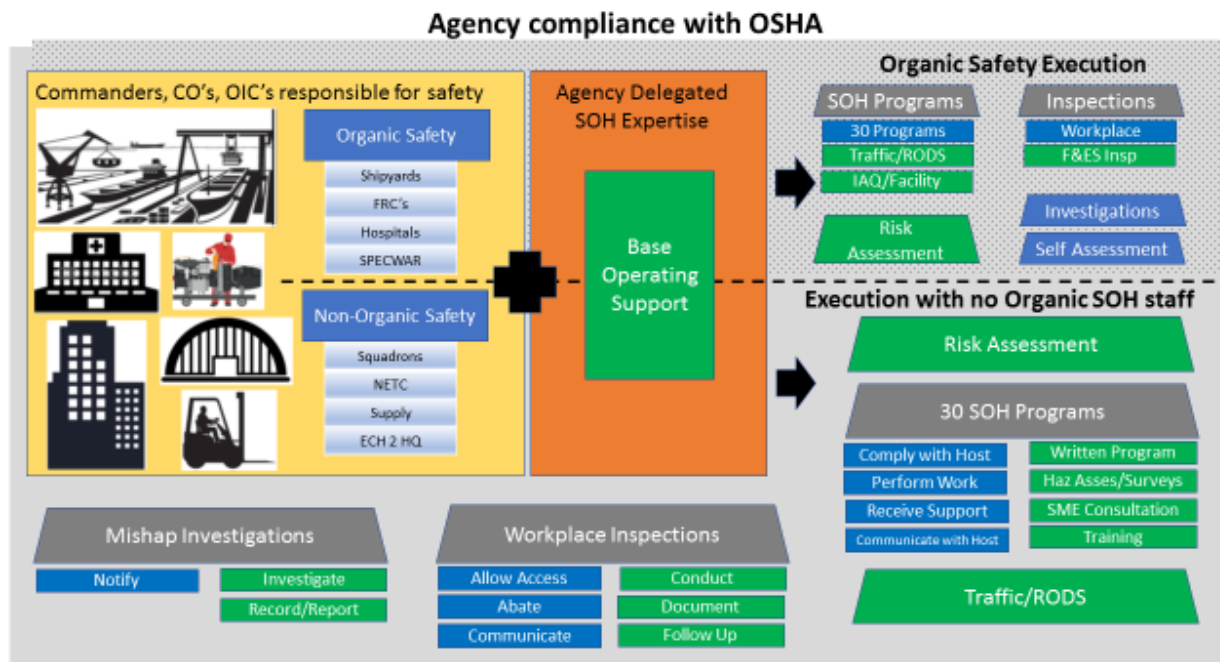 Agency compliance with OSHA
Commanders, CO's, OIC's responsible for safety
Organic Safety
Shipyards
FRC's
Hospitals
SPECWAR
Non-Organic Safety
Squadrons
NETC
Supply
ECH 2 HQ
Agency Delegated
SOH Expertise
Base
Operating
Support
Organic Safety Execution
SOH Programs
30 Programs
Traffic/RODS
IAQ/Facility
Risk
Assessment
Inspections
Workplace
F&ES Insp
Investigations
Self Assessment
Execution with no Organic SOH staff
Risk Assessment
30 SOH Programs
Comply with Host
Perform Work
Receive Support
Communicate with Host
Written Program
Haz Asses/Surveys
SME Consultation
Training
Traffic/RODS
Mishap Investigations
Notify
Investigate
Record/Report
Workplace Inspections
Allow Access
Abate
Communicate
Conduct
Document
Follow Up